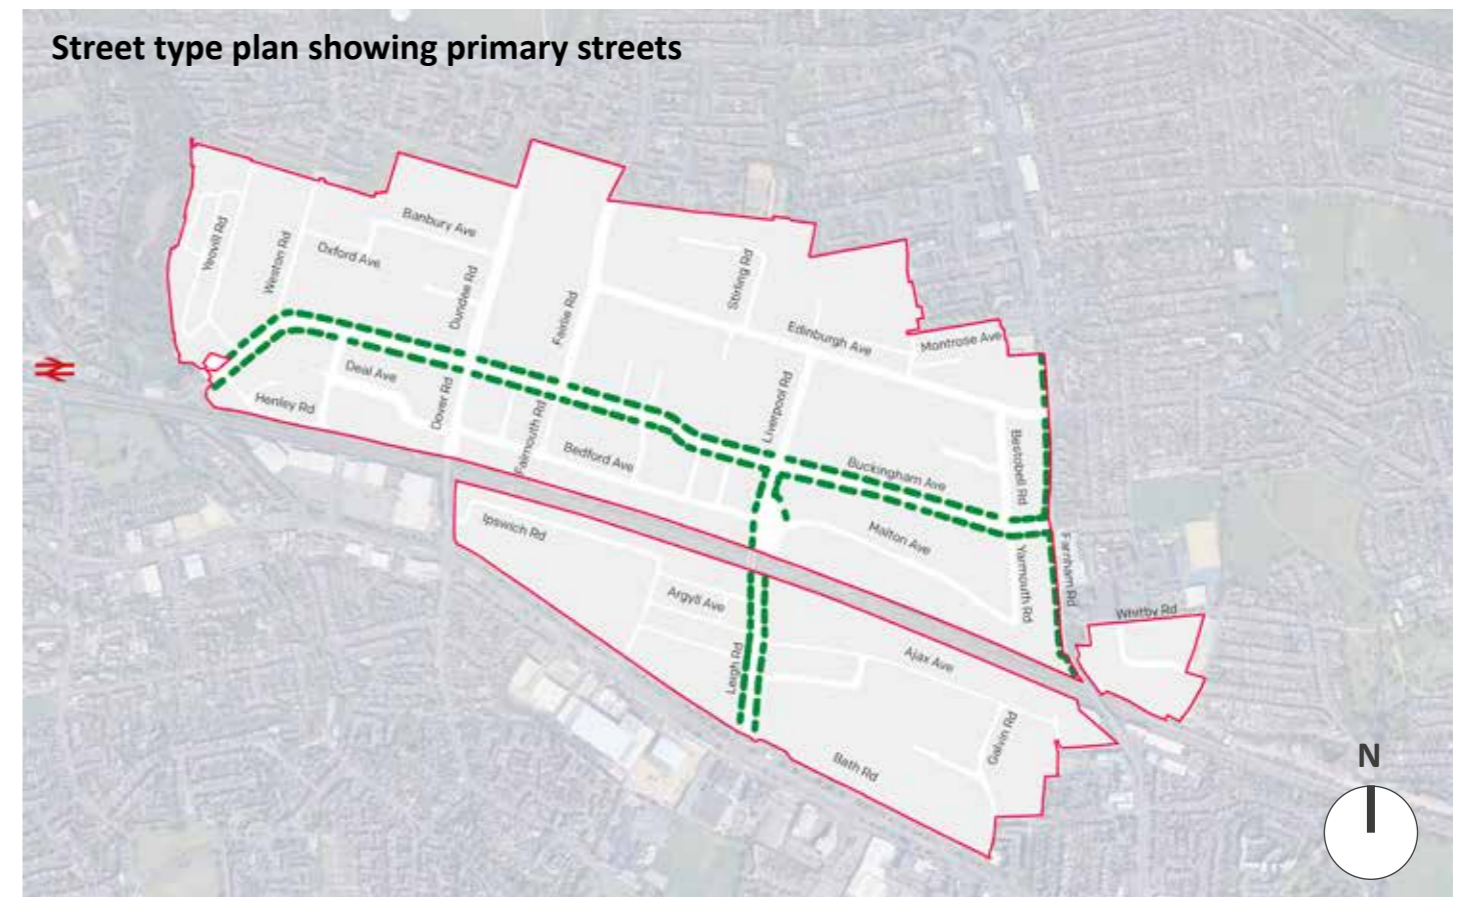 Street type plan showing primary streets
Banbury Ave
Yeovill Rd
Weston Rd
Oxford Ave
Stirling Rd
Dundee Rd
Fairlie Rd
Edinburgh Ave
Montrose Ave
Deal Ave
Henley Rd
Dover Rd
Falmouth Rd
Liverpool Rd
Bedford Ave
Buckingham Ave
Bestobell Rd
Ipswich Rd
Malton Ave
Yarmouth Rd
Farnham Rd
Argyll Ave
Whitby Rd
Leigh Rd
Ajax Ave
Galvin Rd
Bath Rd
N